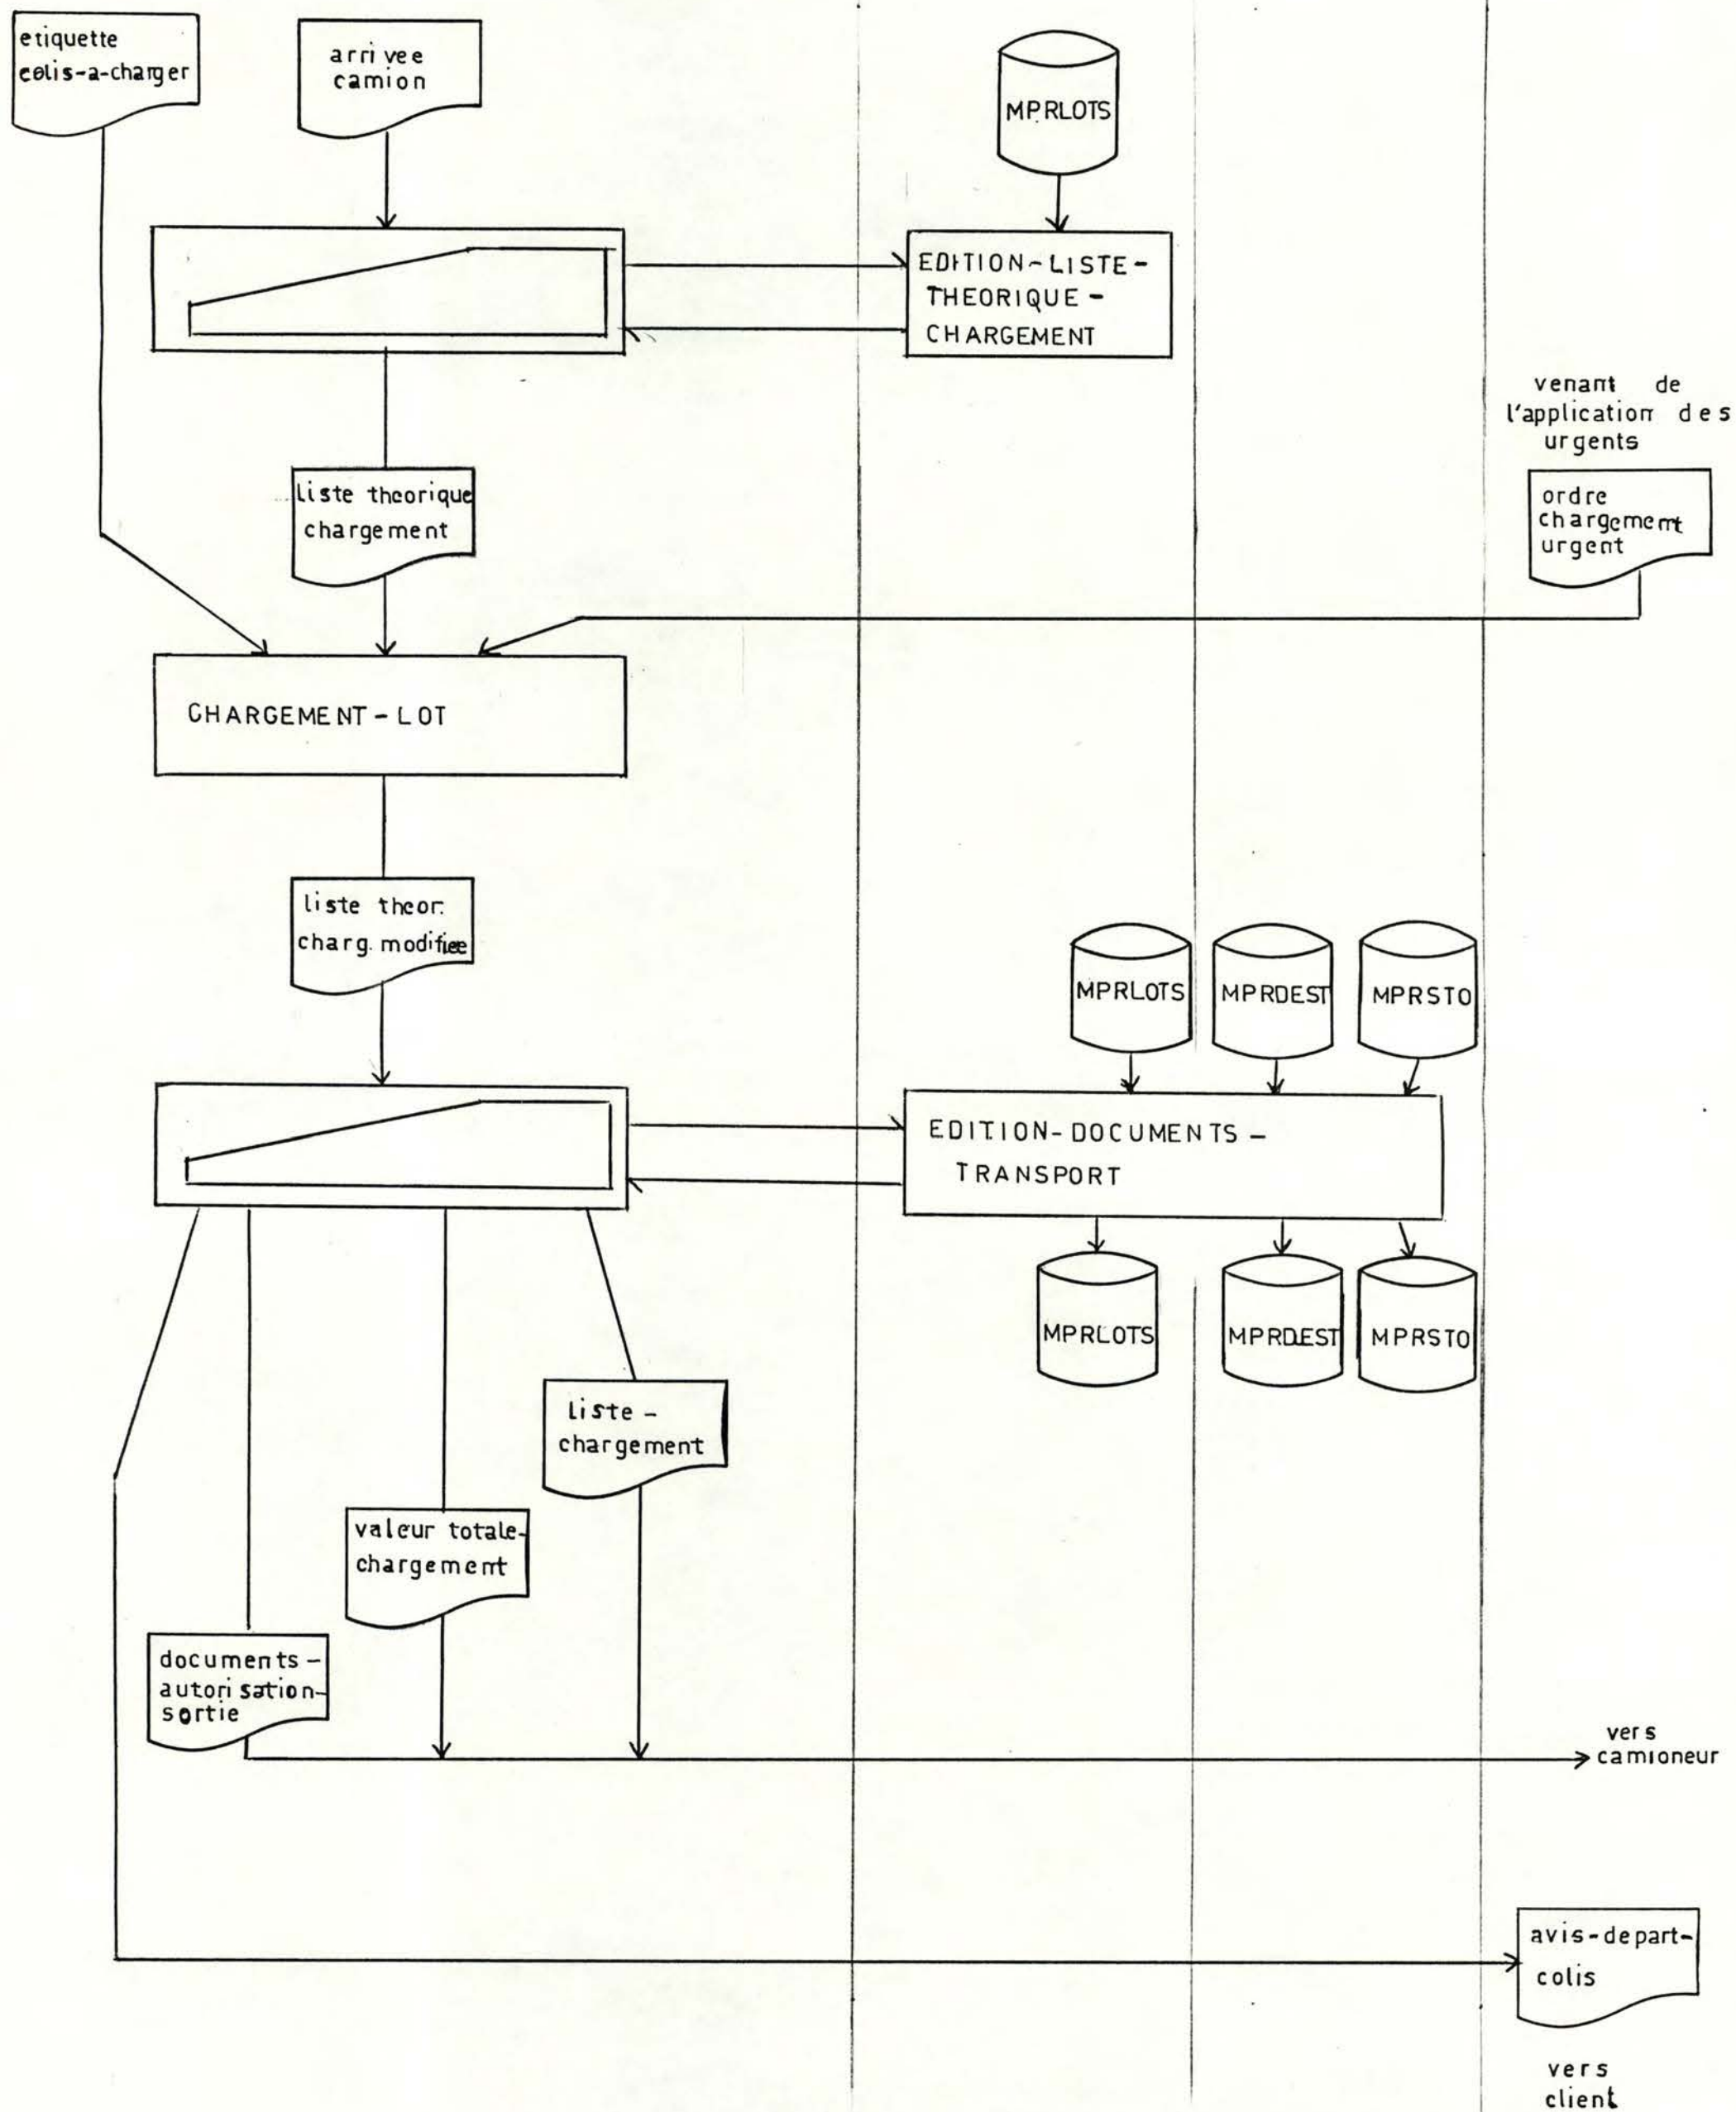 etiquette
colis-a-charger
arrivee
camion
MPRLOTS
EDITION-LISTE-
THEORIQUE-
CHARGEMENT
venant de
l'application des
urgents
liste theorique
chargement
ordre
chargement
urgent
CHARGEMENT-LOT
liste theor.
charg. modifiee
MPRLOTS
MPRDEST
MPRSTO
EDITION-DOCUMENTS-
TRANSPORT
MPRLOTS
MPRDEST
MPRSTO
liste-
chargement
valeur totale-
chargement
documents-
autorisation-
sortie
vers
camioneur
avis-depart-
colis
vers
client